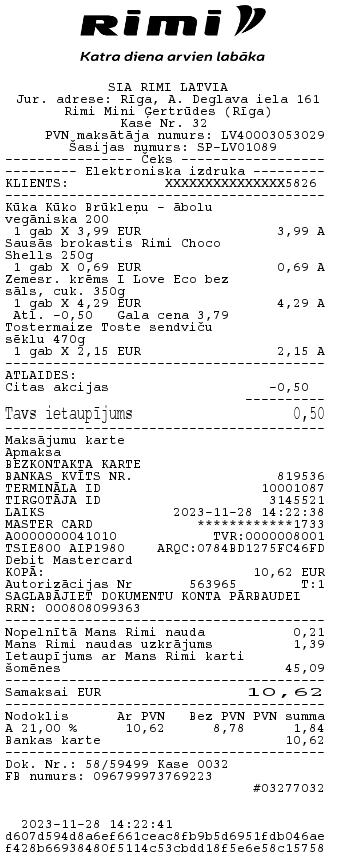 Rimi
Katra diena arvien labāka
SIA RIMI LATVIA
Jur. adrese: Rīga, A. Deglava iela 161
Rimi Mini Ģertrūdes (Rīga)
Kase Nr. 32
PVN maksātāja numurs: LV40003053029
Šasijas numurs: SP-LV01089
---------------- Čeks ------------------
--------- Elektroniska izdruka ---------
KLIENTS: XXXXXXXXXXXXXXX5826
Kūka Kūko Brūkleņu - ābolu
vegāniska 200
1 gab X 3,99 EUR 3,99 A
Sausās brokastis Rimi Choco
Shells 250g
1 gab X 0,69 EUR 0,69 A
Zemesr. krēms I Love Eco bez
sāls, cuk. 350g
1 gab X 4,29 EUR 4,29 A
Atl. -0,50 Gala cena 3,79
Tostermaize Toste sendviču
sēklu 470g
1 gab X 2,15 EUR 2,15 A
ATLAIDES:
Citas akcijas -0,50
Tavs ietaupījums 0,50
Maksājumu karte
Apmaksa
BEZKONTAKTA KARTE
BANKAS KVĪTS NR. 819536
TERMINĀLA ID 10001087
TIRGOTĀJA ID 3145521
LAIKS 2023-11-28 14:22:38
MASTER CARD ************1733
A0000000041010 TVR:0000008001
TSIE800 AIP1980 ARQC:0784BD1275FC46FD
Debit Mastercard
KOPĀ: 10,62 EUR
Autorizācijas Nr 563965 T:1
SAGLABĀJIET DOKUMENTU KONTA PĀRBAUDEI
RRN: 000808099363
Nopelnītā Mans Rimi nauda 0,21
Mans Rimi naudas uzkrājums 1,39
Ietaupījums ar Mans Rimi karti
šomēnes 45,09
Samaksai EUR 10,62
Nodoklis Ar PVN Bez PVN PVN summa
A 21,00 % 10,62 8,78 1,84
Bankas karte 10,62
Dok. Nr.: 58/59499 Kase 0032
FB numurs: 096799973769223
#03277032
2023-11-28 14:22:41
d607d594d8a6ef661ceac8fb9b5d6951fdb046ae
f428b66938480f5114c53cbdd18f5e6e58c15758